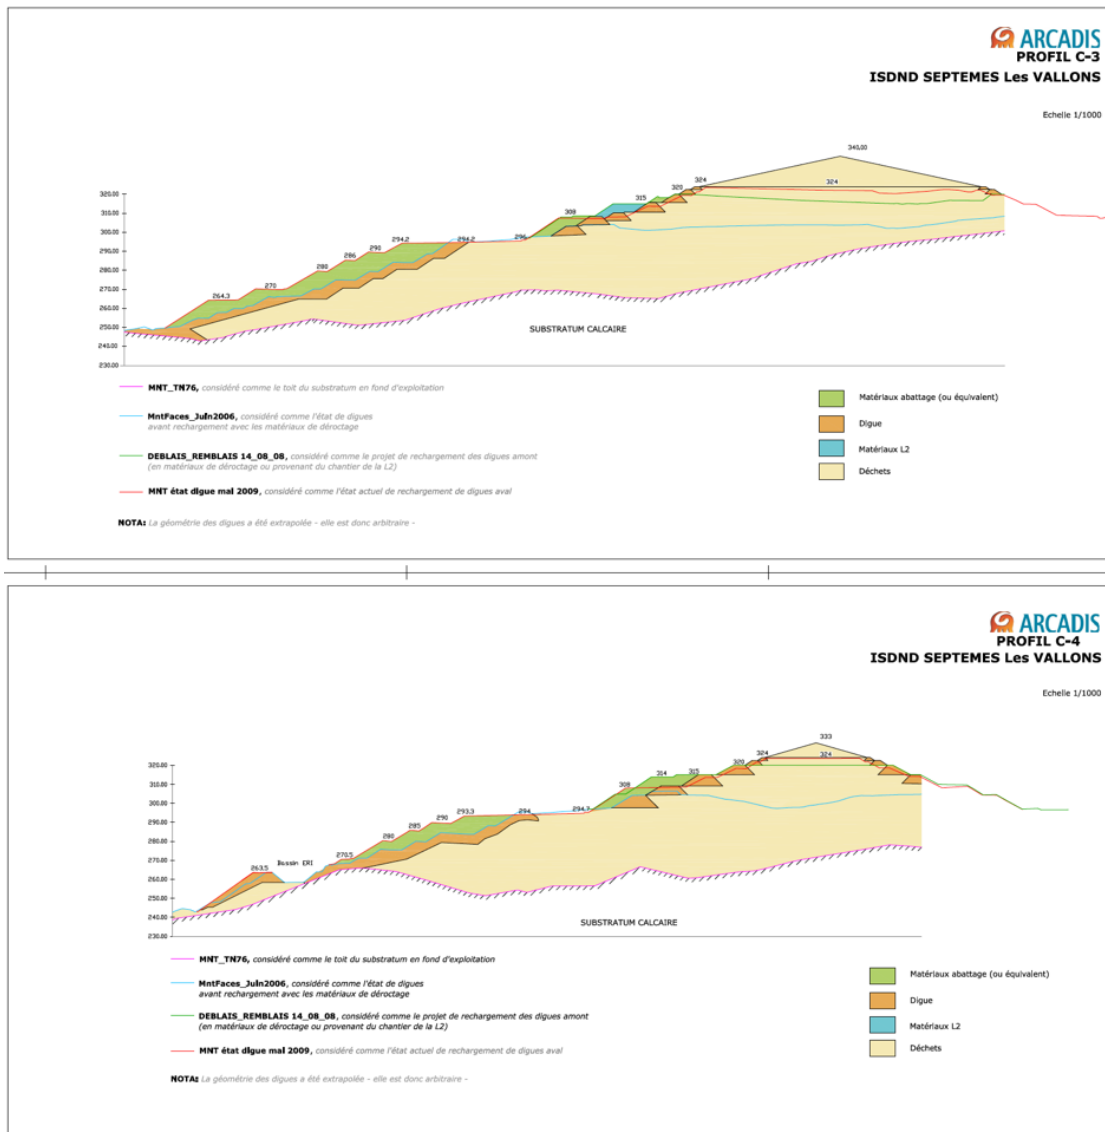 ARCADIS
PROFIL C-3
ISDND SEPTEMES Les VALLONS
Echelle 1/1000
340.00
324
324
320
315
308
296
294.2
294.2
290
286
280
270
264.3
320.00
310.00
300.00
290.00
280.00
270.00
260.00
250.00
240.00
230.00
SUBSTRATUM CALCAIRE
MNT_TN76, considéré comme le toit du substratum en fond d'exploitation
MntFaces_Juin2006, considéré comme l'état de digues
avant rechargement avec les matériaux de déroctage
DEBLAIS_REMBLAIS 14_08_08, considéré comme le projet de rechargement des digues amont
(en matériaux de déroctage ou provenant du chantier de la L2)
MNT état digue mai 2009, considéré comme l'état actuel de rechargement de digues aval
NOTA: La géométrie des digues a été extrapolée - elle est donc arbitraire -
Matériaux abattage (ou équivalent)
Digue
Matériaux L2
Déchets
ARCADIS
PROFIL C-4
ISDND SEPTEMES Les VALLONS
Echelle 1/1000
333
324
324
320
315
314
308
294.2
294
293.3
290
285
280
270.5
Bassin ERI
263.5
320.00
310.00
300.00
290.00
280.00
270.00
260.00
250.00
240.00
230.00
SUBSTRATUM CALCAIRE
MNT_TN76, considéré comme le toit du substratum en fond d'exploitation
MntFaces_Juin2006, considéré comme l'état de digues
avant rechargement avec les matériaux de déroctage
DEBLAIS_REMBLAIS 14_08_08, considéré comme le projet de rechargement des digues amont
(en matériaux de déroctage ou provenant du chantier de la L2)
MNT état digue mai 2009, considéré comme l'état actuel de rechargement de digues aval
NOTA: La géométrie des digues a été extrapolée - elle est donc arbitraire -
Matériaux abattage (ou équivalent)
Digue
Matériaux L2
Déchets